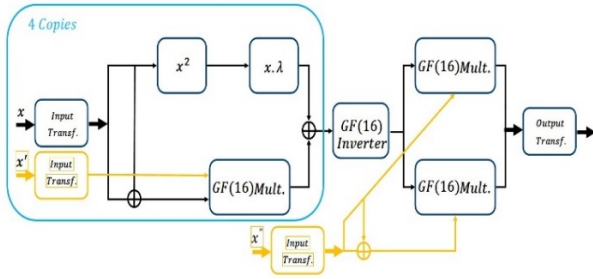 4 Copies
x² x.λ GF(16)Mult.
x Input
Transf.
GF(16)
Inverter
Output
Transf.
x' Input
Transf.
GF(16)Mult. GF(16)Mult.
x" Input
Transf.